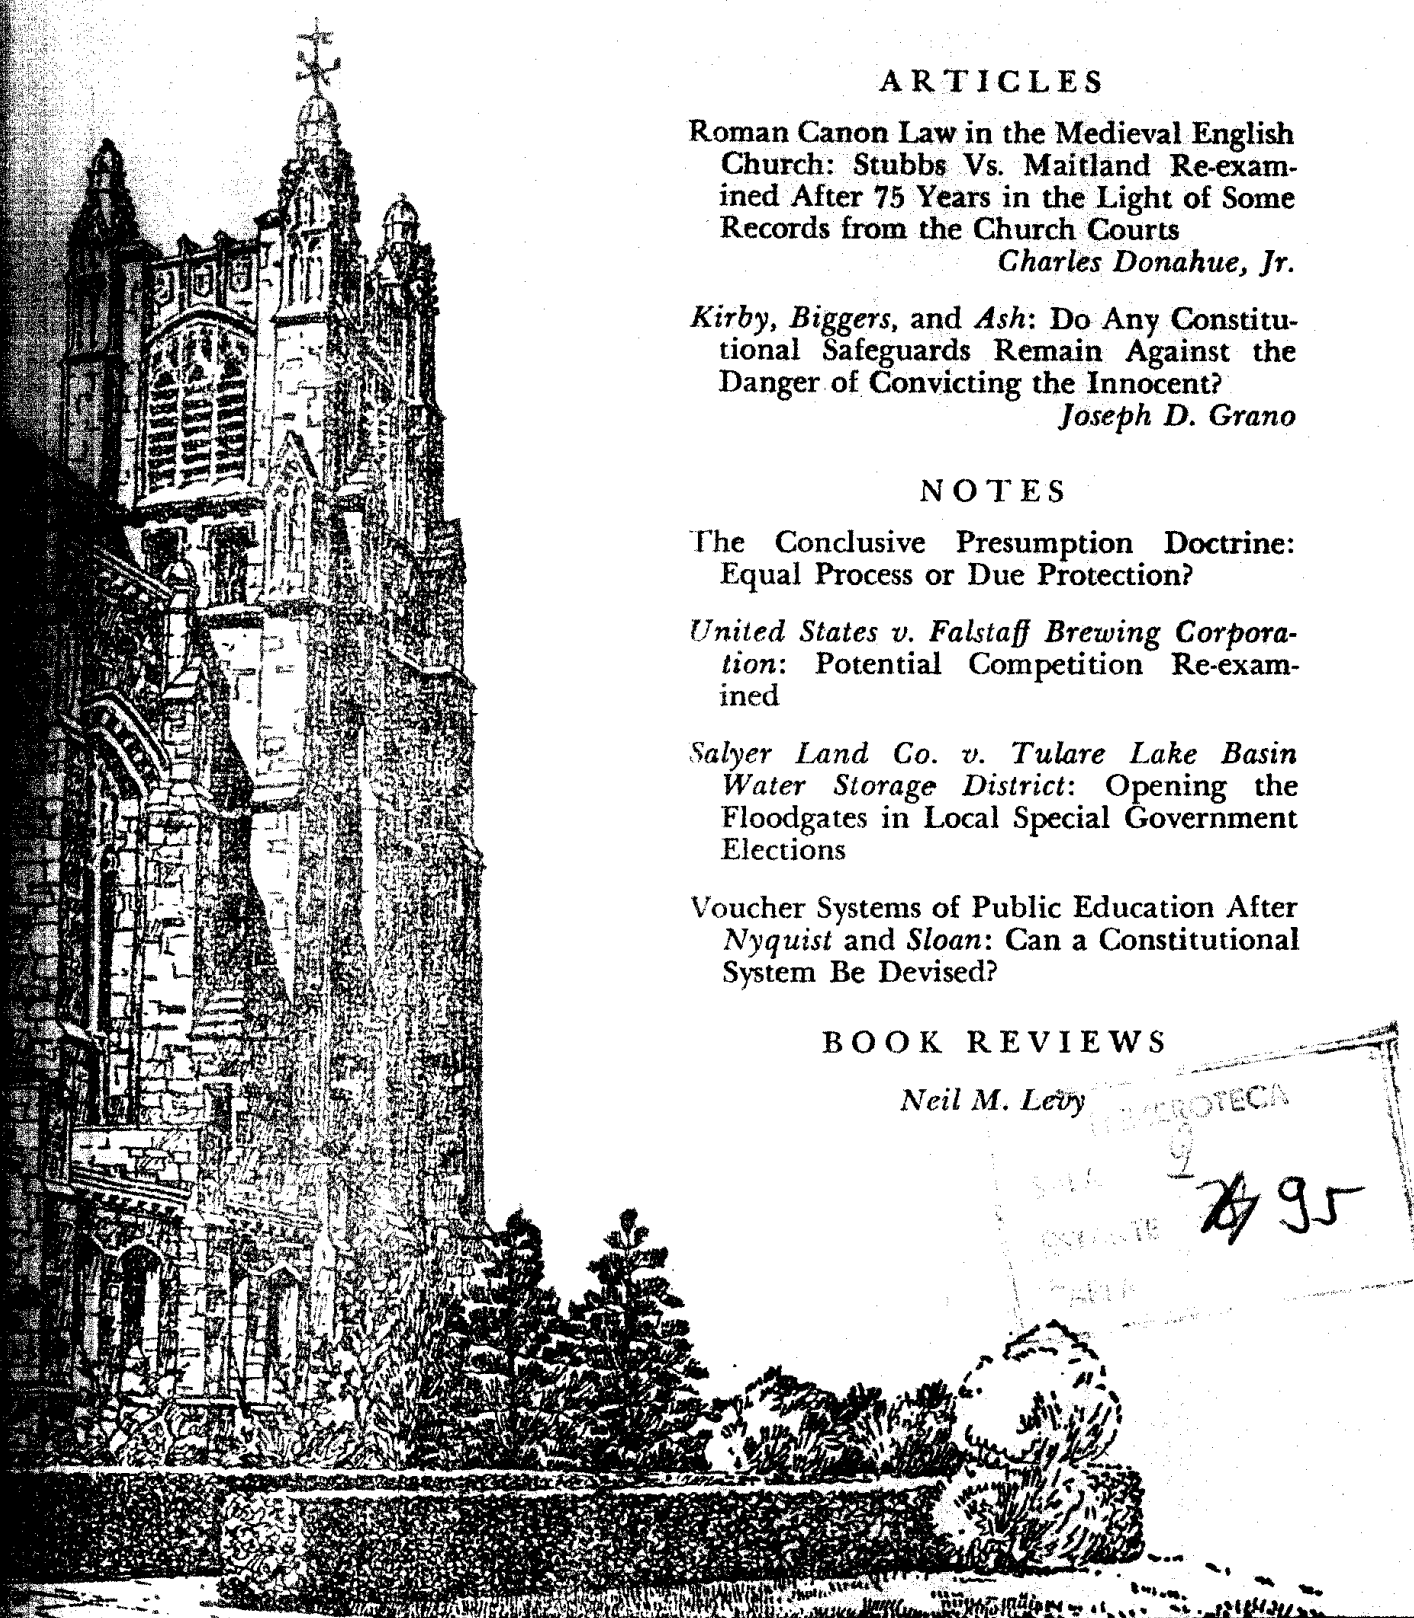 ARTICLES
Roman Canon Law in the Medieval English
Church: Stubbs Vs. Maitland Re-exam-
ined After 75 Years in the Light of Some
Records from the Church Courts
Charles Donahue, Jr.
Kirby, Biggers, and Ash: Do Any Constitu-
tional Safeguards Remain Against the
Danger of Convicting the Innocent?
Joseph D. Grano
NOTES
The Conclusive Presumption Doctrine:
Equal Process or Due Protection?
United States v. Falstaff Brewing Corpora-
tion: Potential Competition Re-exam-
ined
Salyer Land Co. v. Tulare Lake Basin
Water Storage District: Opening the
Floodgates in Local Special Government
Elections
Voucher Systems of Public Education After
Nyquist and Sloan: Can a Constitutional
System Be Devised?
BOOK REVIEWS
Neil M. Levy
SALA 9
95